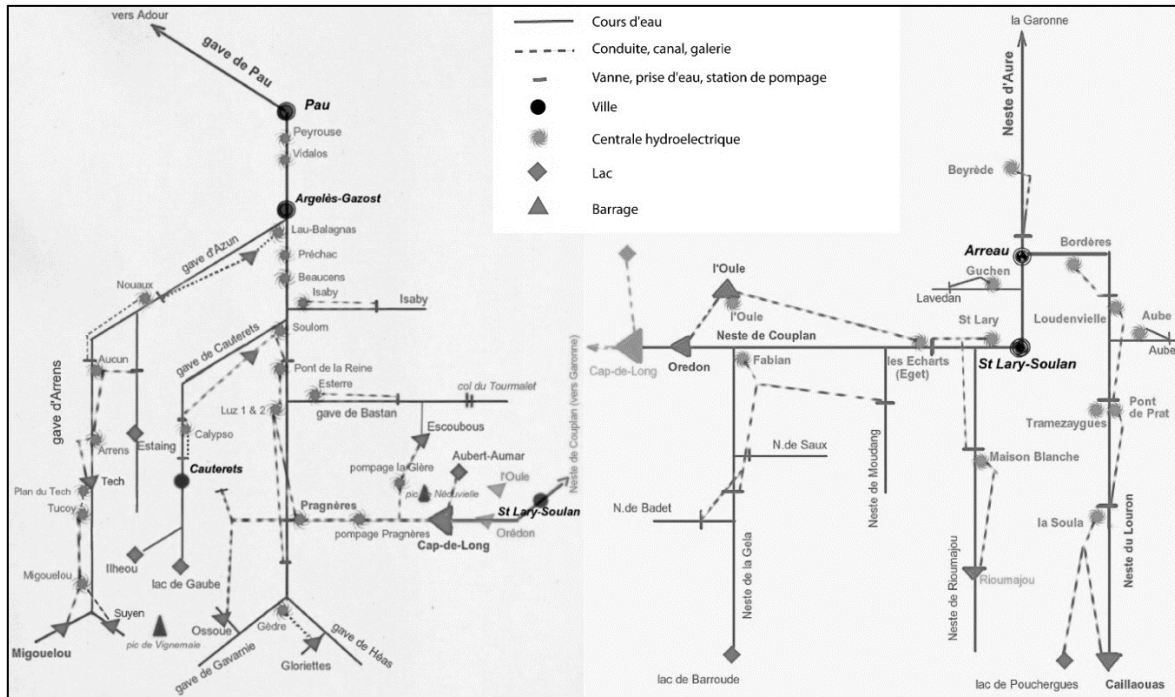 vers Adour
gave de Pau
Pau
Peyrouse
Vidalos
Argelès-Gazost
Lau-Balagnas
gave d'Azun
Préchac
Beaucens
Nouaux
Isaby
Isaby
Soulom
gave de Cauterets
Aucun
Pont de la Reine
Esterre
col du Tourmalet
gave de Bastan
Luz 1 & 2
gave d'Arrens
Calypso
Escoubous
Arrens
Estaing
Cauterets
pompage la Glère
Aubert-Aumar
l'Oule
Neste de Couplan (vers Garonne)
Tech
pic de Néouvielle
Plan du Tech
Tucoy
Pragnères
St Lary-Soulan
pompage Pragnères
Cap-de-Long
Orédon
Ilheou
lac de Gaube
Migouelou
Suyen
Ossoue
Gèdre
pic de Vignemale
Migouelou
gave de Gavarnie
Gloriettes
gave de Héas
Cours d'eau
Conduite, canal, galerie
Vanne, prise d'eau, station de pompage
Ville
Centrale hydroelectrique
Lac
Barrage
la Garonne
Neste d'Aure
Beyrède
Arreau
Bordères
l'Oule
Guchen
Lavedan
l'Oule
St Lary
Loudenvielle
Aube
Aube
Neste de Couplan
Cap-de-Long
Oredon
Fabian
les Echarts
(Eget)
St Lary-Soulan
Tramezaygues
Pont
de Prat
N.de Saux
Neste de Moudang
Maison Blanche
N.de Badet
la Soula
Neste de la Gela
Neste de Rioumajou
Rioumajou
Neste du Louron
lac de Barroude
lac de Pouchergues
Caillaouas